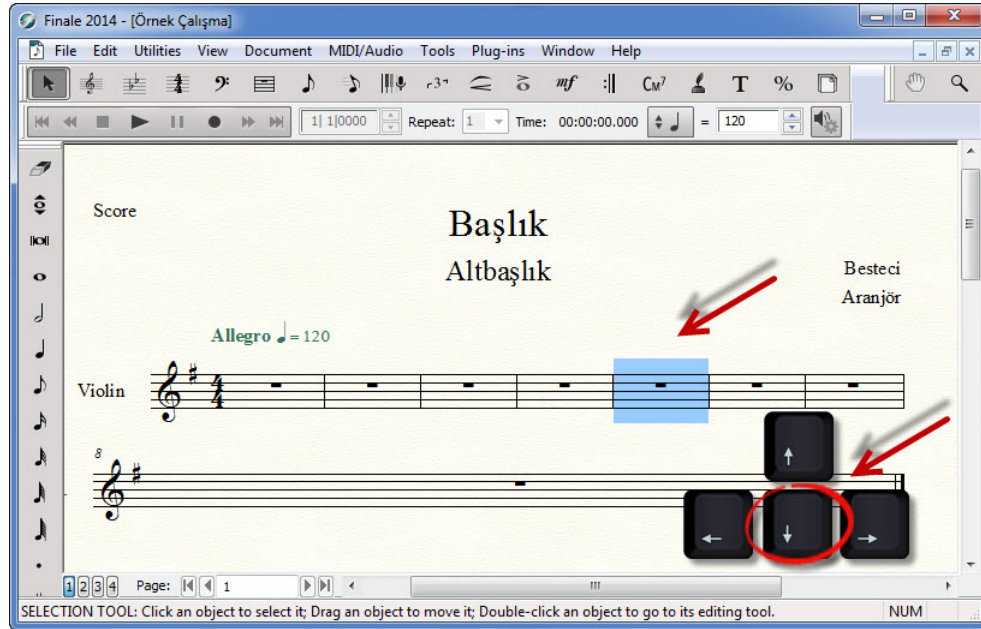 Finale 2014 - [Örnek Çalışma]
File Edit Utilities View Document MIDI/Audio Tools Plug-ins Window Help
mf CM7 T %
1| 1|0000 Repeat: 1 Time: 00:00:00.000 = 120
Score
Başlık
Altbaşlık
Besteci
Aranjör
Allegro = 120
Violin
8
1 2 3 4 Page: 1
SELECTION TOOL: Click an object to select it; Drag an object to move it; Double-click an object to go to its editing tool. NUM